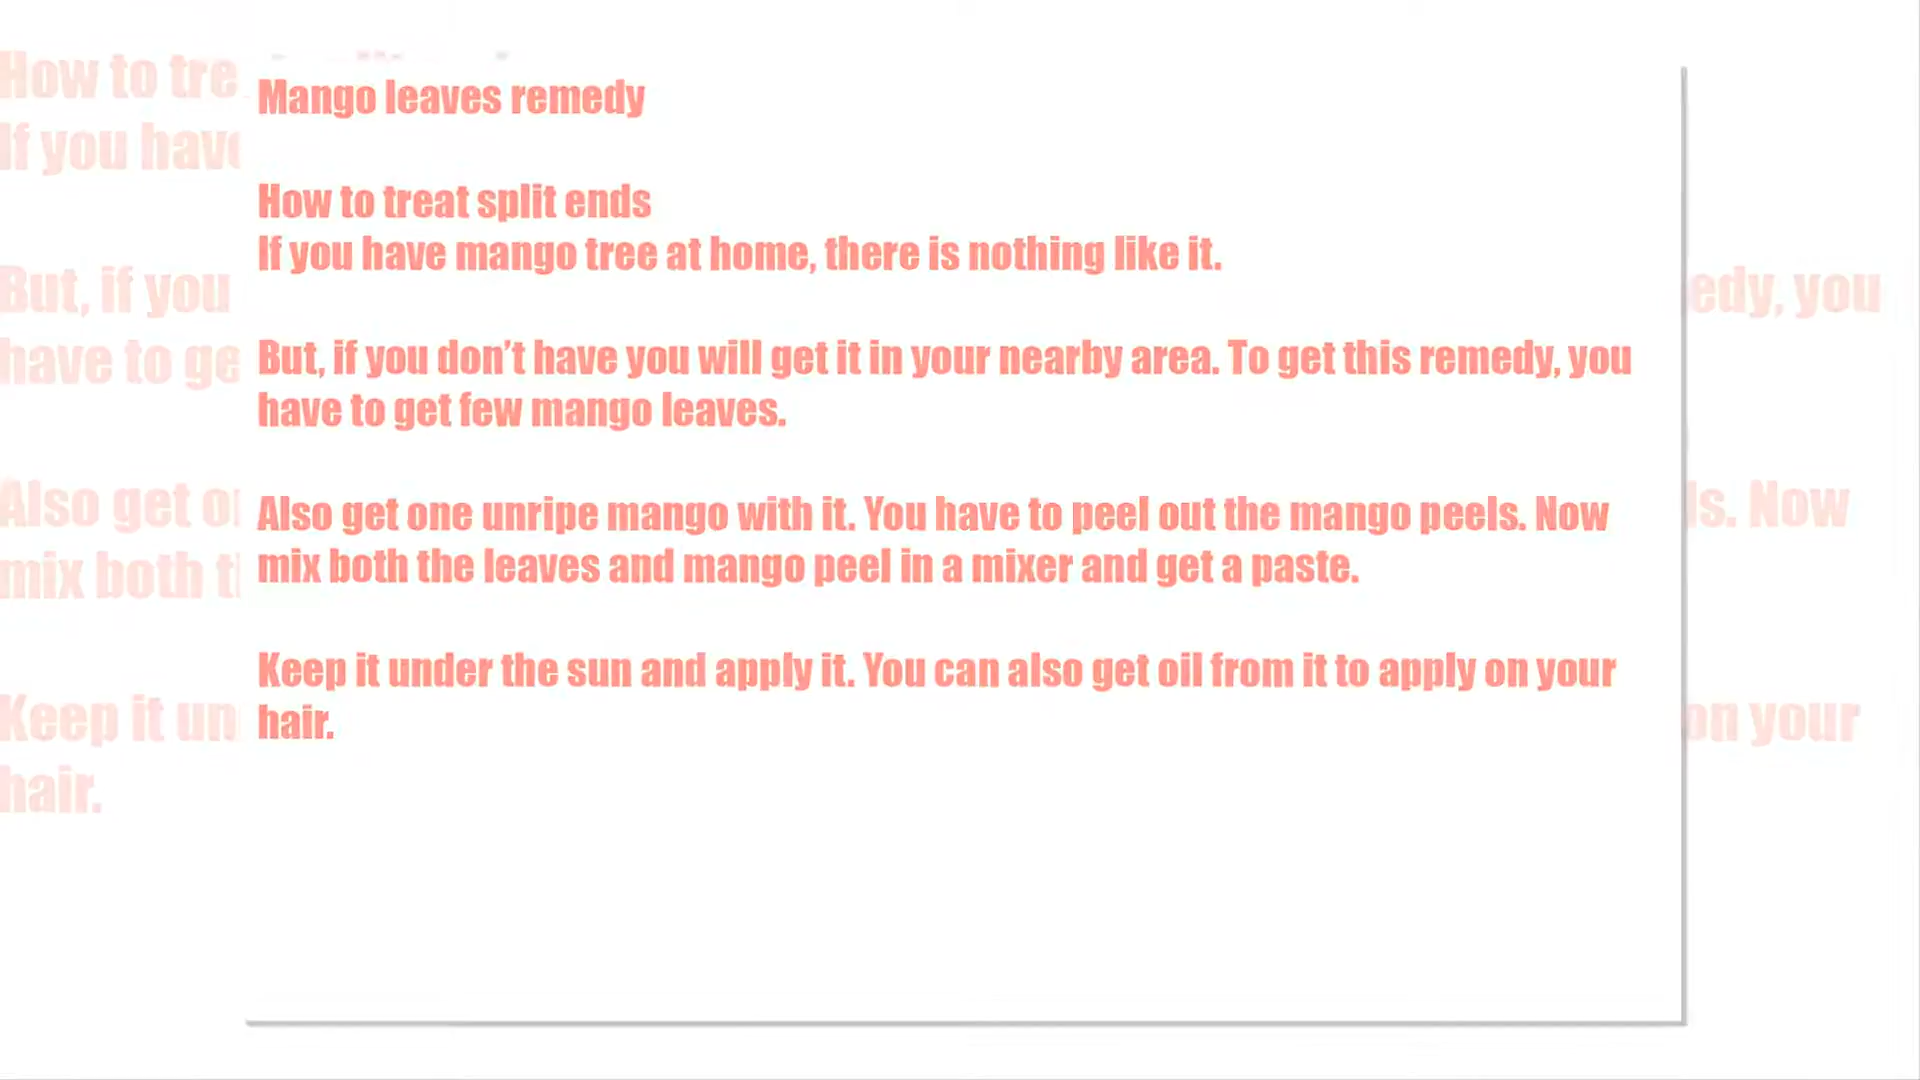 Mango leaves remedy
How to treat split ends
If you have mango tree at home, there is nothing like it.
But, if you don’t have you will get it in your nearby area. To get this remedy, you
have to get few mango leaves.
Also get one unripe mango with it. You have to peel out the mango peels. Now
mix both the leaves and mango peel in a mixer and get a paste.
Keep it under the sun and apply it. You can also get oil from it to apply on your
hair.